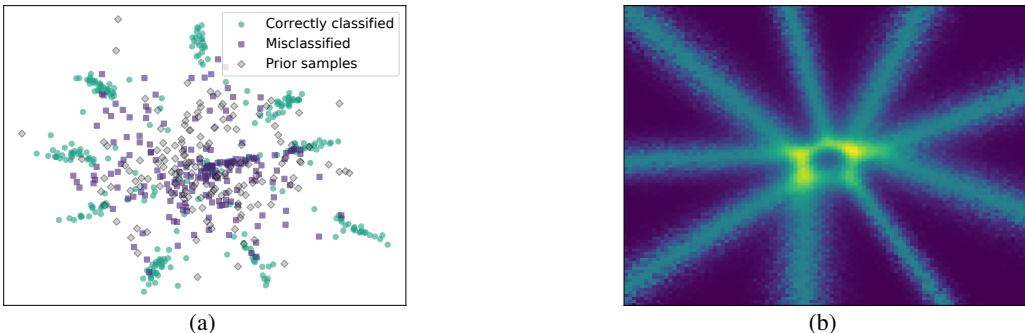 Correctly classified
Misclassified
Prior samples
(a)
(b)